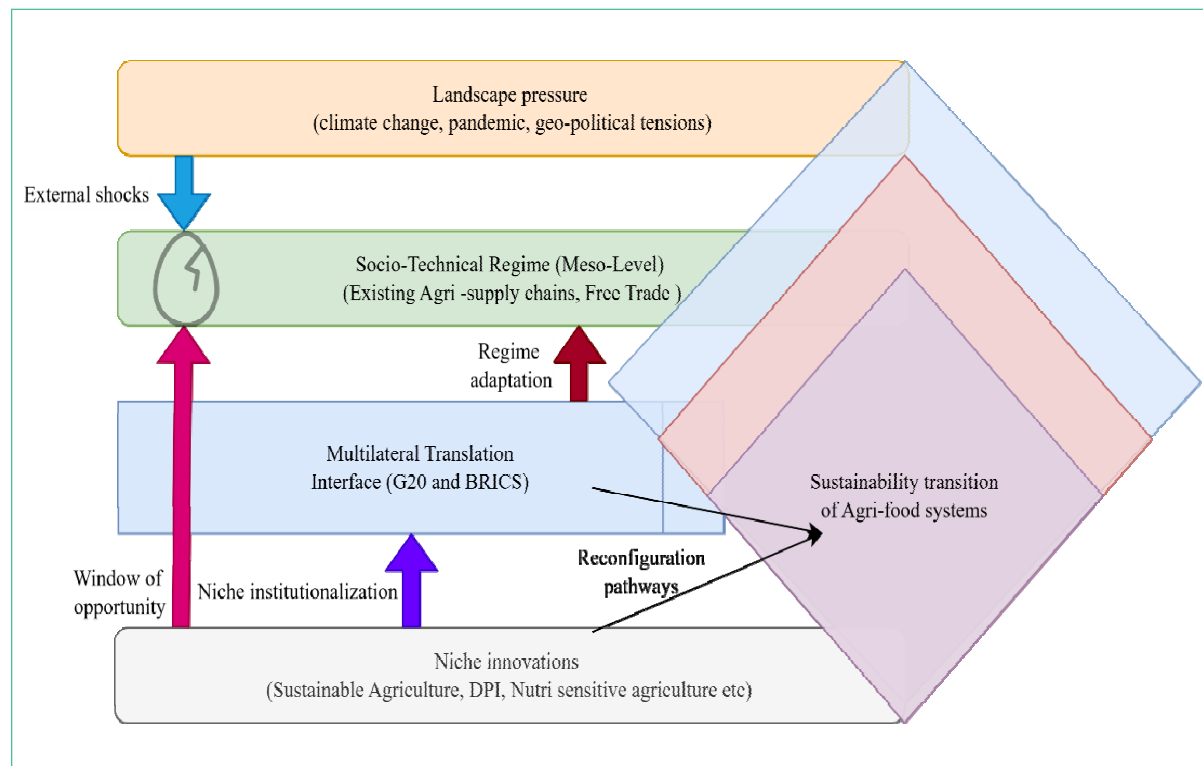 Landscape pressure
(climate change, pandemic, geo-political tensions)
External shocks
Socio-Technical Regime (Meso-Level)
(Existing Agri -supply chains, Free Trade )
Regime
adaptation
Multilateral Translation
Interface (G20 and BRICS)
Sustainability transition
of Agri-food systems
Reconfiguration
pathways
Window of
opportunity
Niche institutionalization
Niche innovations
(Sustainable Agriculture, DPI, Nutri sensitive agriculture etc)